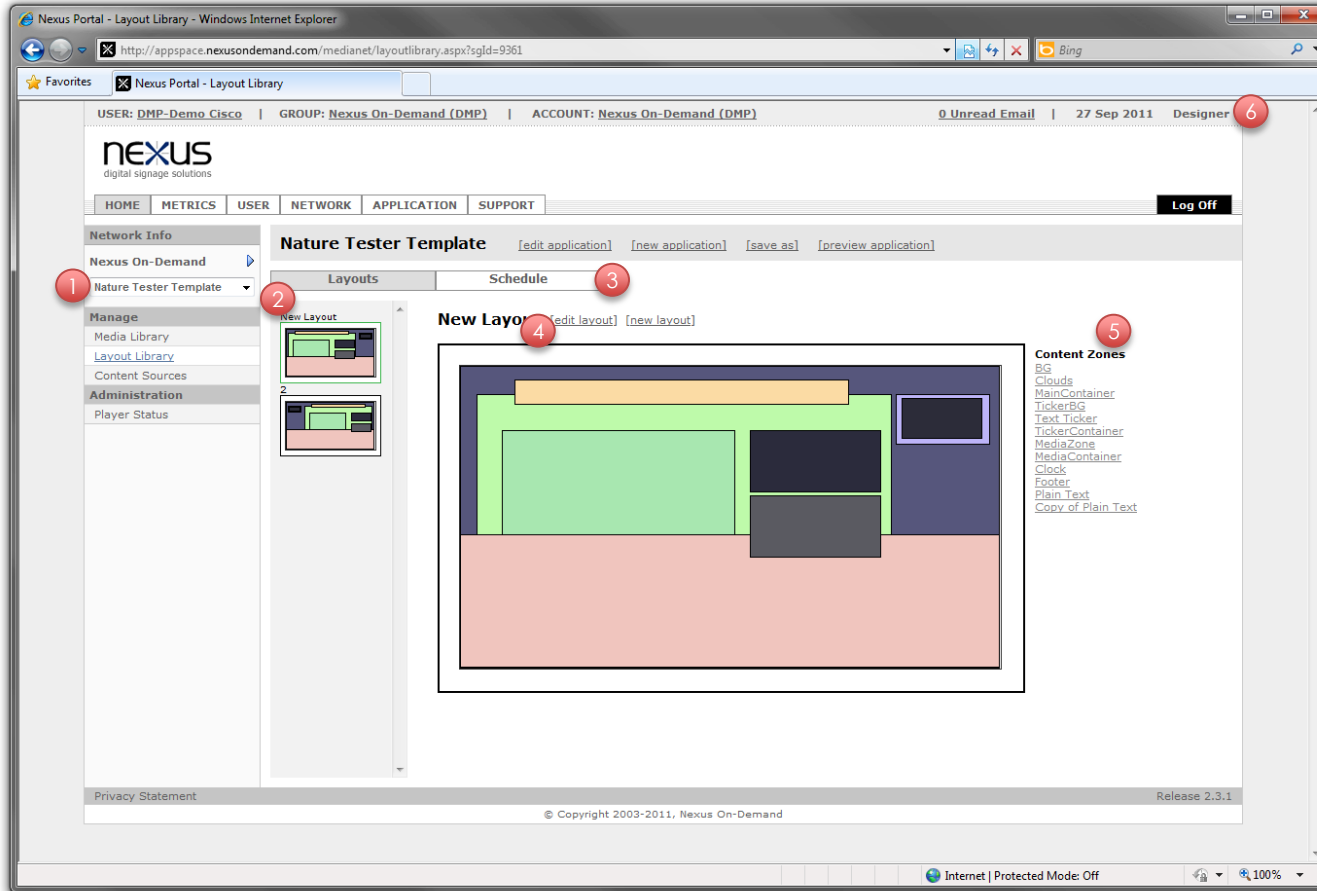 Nexus Portal - Layout Library - Windows Internet Explorer
http://appspace.nexusondemand.com/medianet/layoutlibrary.aspx?sgId=9361
Bing
Favorites
Nexus Portal - Layout Library
USER: DMP-Demo Cisco | GROUP: Nexus On-Demand (DMP) | ACCOUNT: Nexus On-Demand (DMP)
0 Unread Email | 27 Sep 2011 Designer
6
nexus
digital signage solutions
HOME METRICS USER NETWORK APPLICATION SUPPORT
Log Off
Network Info
Nexus On-Demand
1
Nature Tester Template
Manage
Media Library
Layout Library
Content Sources
Administration
Player Status
Nature Tester Template [edit application] [new application] [save as] [preview application]
Layouts
Schedule
3
2
New Layout
2
New Layout [edit layout] [new layout]
4
5
Content Zones
BG
Clouds
MainContainer
TickerBG
Text Ticker
TickerContainer
MediaZone
MediaContainer
Clock
Footer
Plain Text
Copy of Plain Text
Privacy Statement
Release 2.3.1
© Copyright 2003-2011, Nexus On-Demand
Internet | Protected Mode: Off
100%